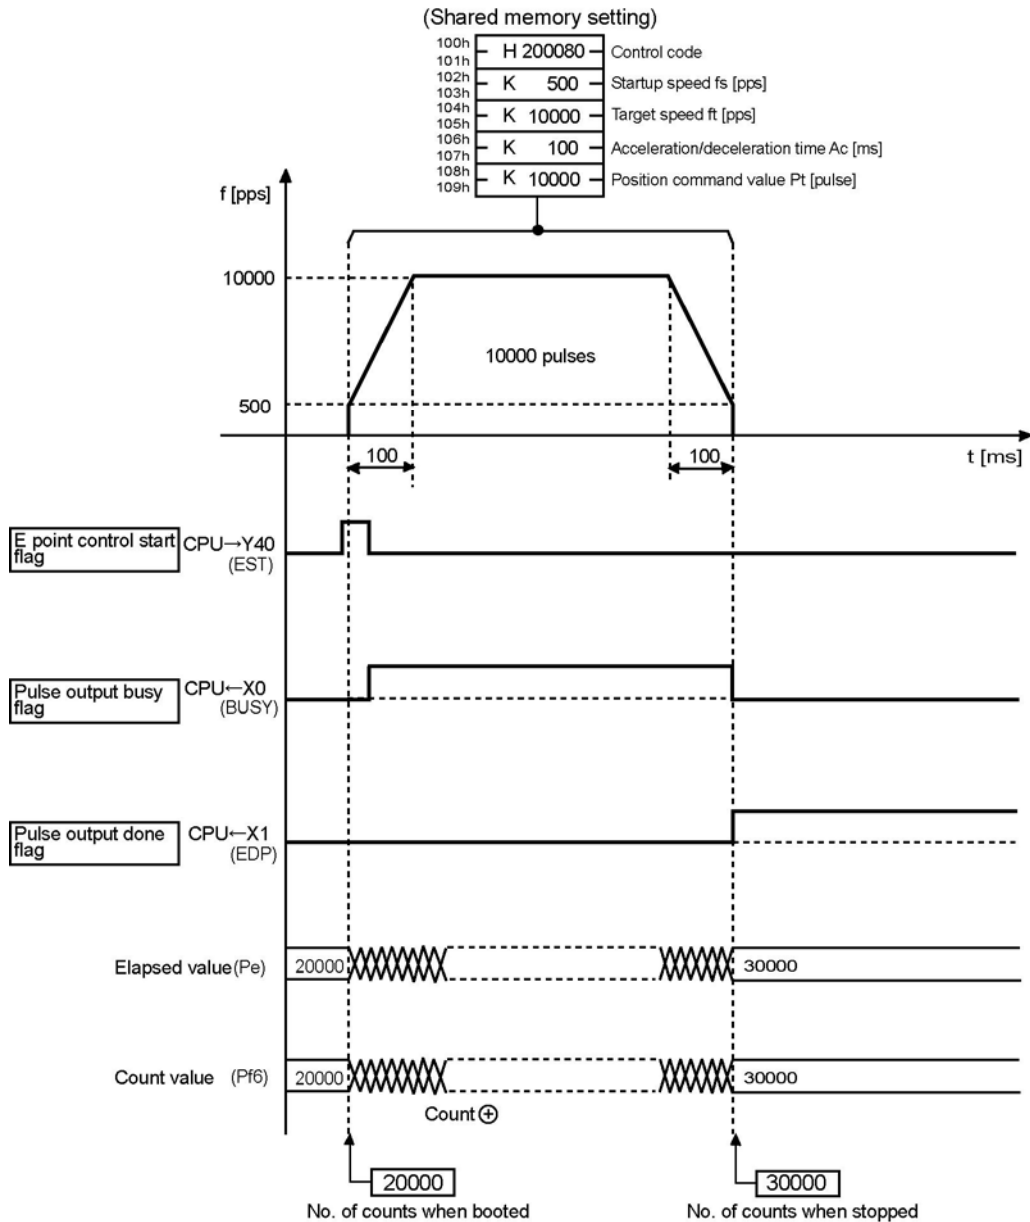 (Shared memory setting)
100h
101h
H 200080
Control code
102h
103h
K 500
Startup speed fs [pps]
104h
105h
K 10000
Target speed ft [pps]
106h
107h
K 100
Acceleration/deceleration time Ac [ms]
108h
109h
K 10000
Position command value Pt [pulse]
f [pps]
10000
10000 pulses
500
100
100
t [ms]
E point control start
flag
CPU→Y40
(EST)
Pulse output busy
flag
CPU←X0
(BUSY)
Pulse output done
flag
CPU←X1
(EDP)
Elapsed value(Pe)
20000
30000
Count value (Pf6)
20000
30000
Count ⊕
20000
30000
No. of counts when booted
No. of counts when stopped